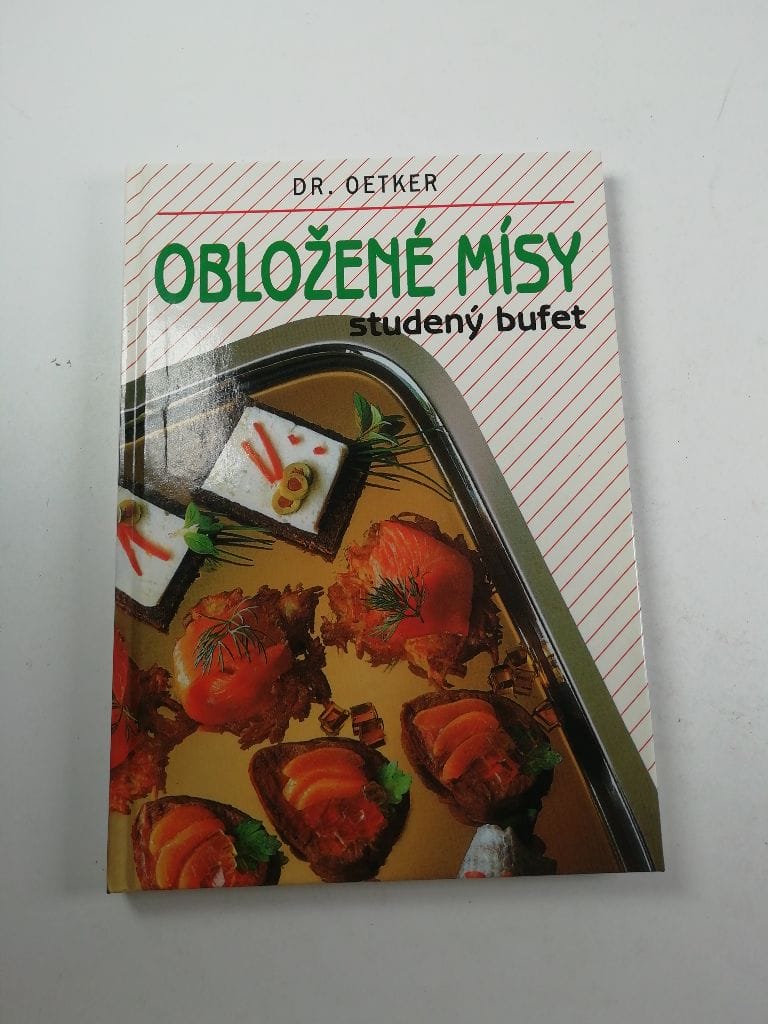 DR. OETKER
OBLOŽENÉ MÍSY
studený bufet